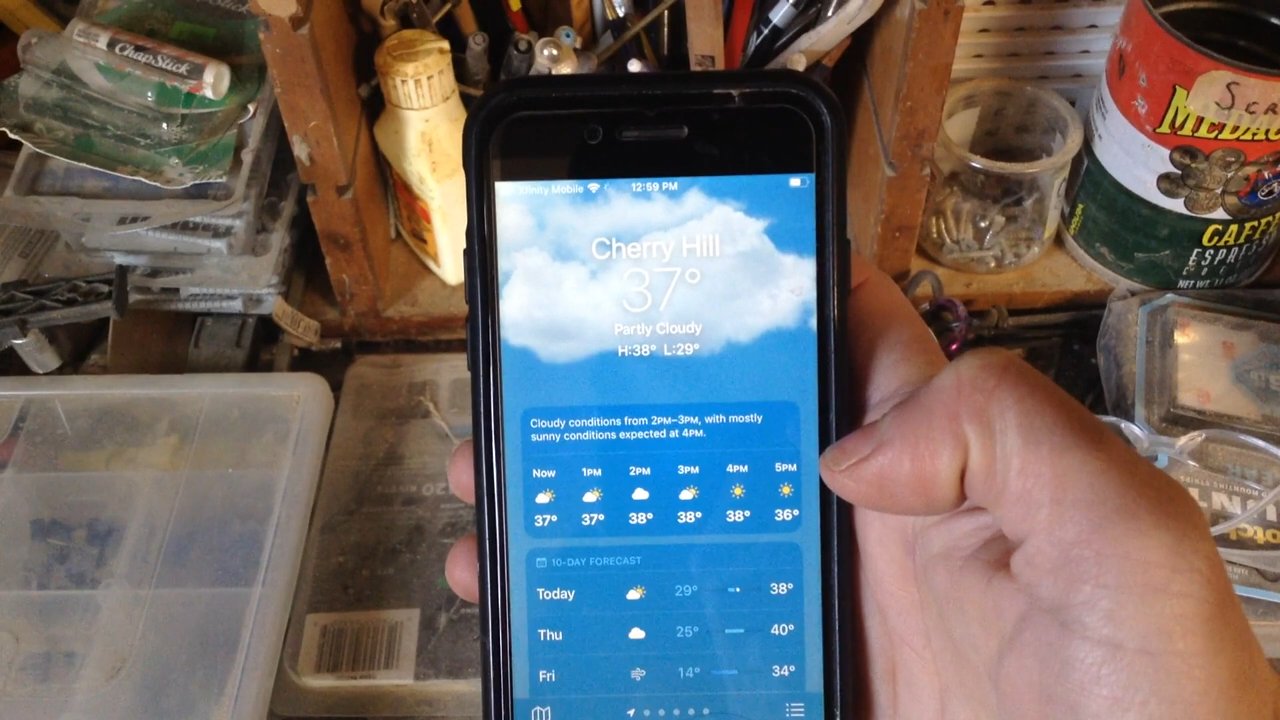 ChapStick
Xfinity Mobile
12:59 PM
Cherry Hill
37°
Partly Cloudy
H:38° L:29°
Cloudy conditions from 2PM–3PM, with mostly
sunny conditions expected at 4PM.
Now 1PM 2PM 3PM 4PM 5PM
37° 37° 38° 38° 38° 36°
10-DAY FORECAST
Today 29° 38°
Thu 25° 40°
Fri 14° 34°
CAFE
NET WT.